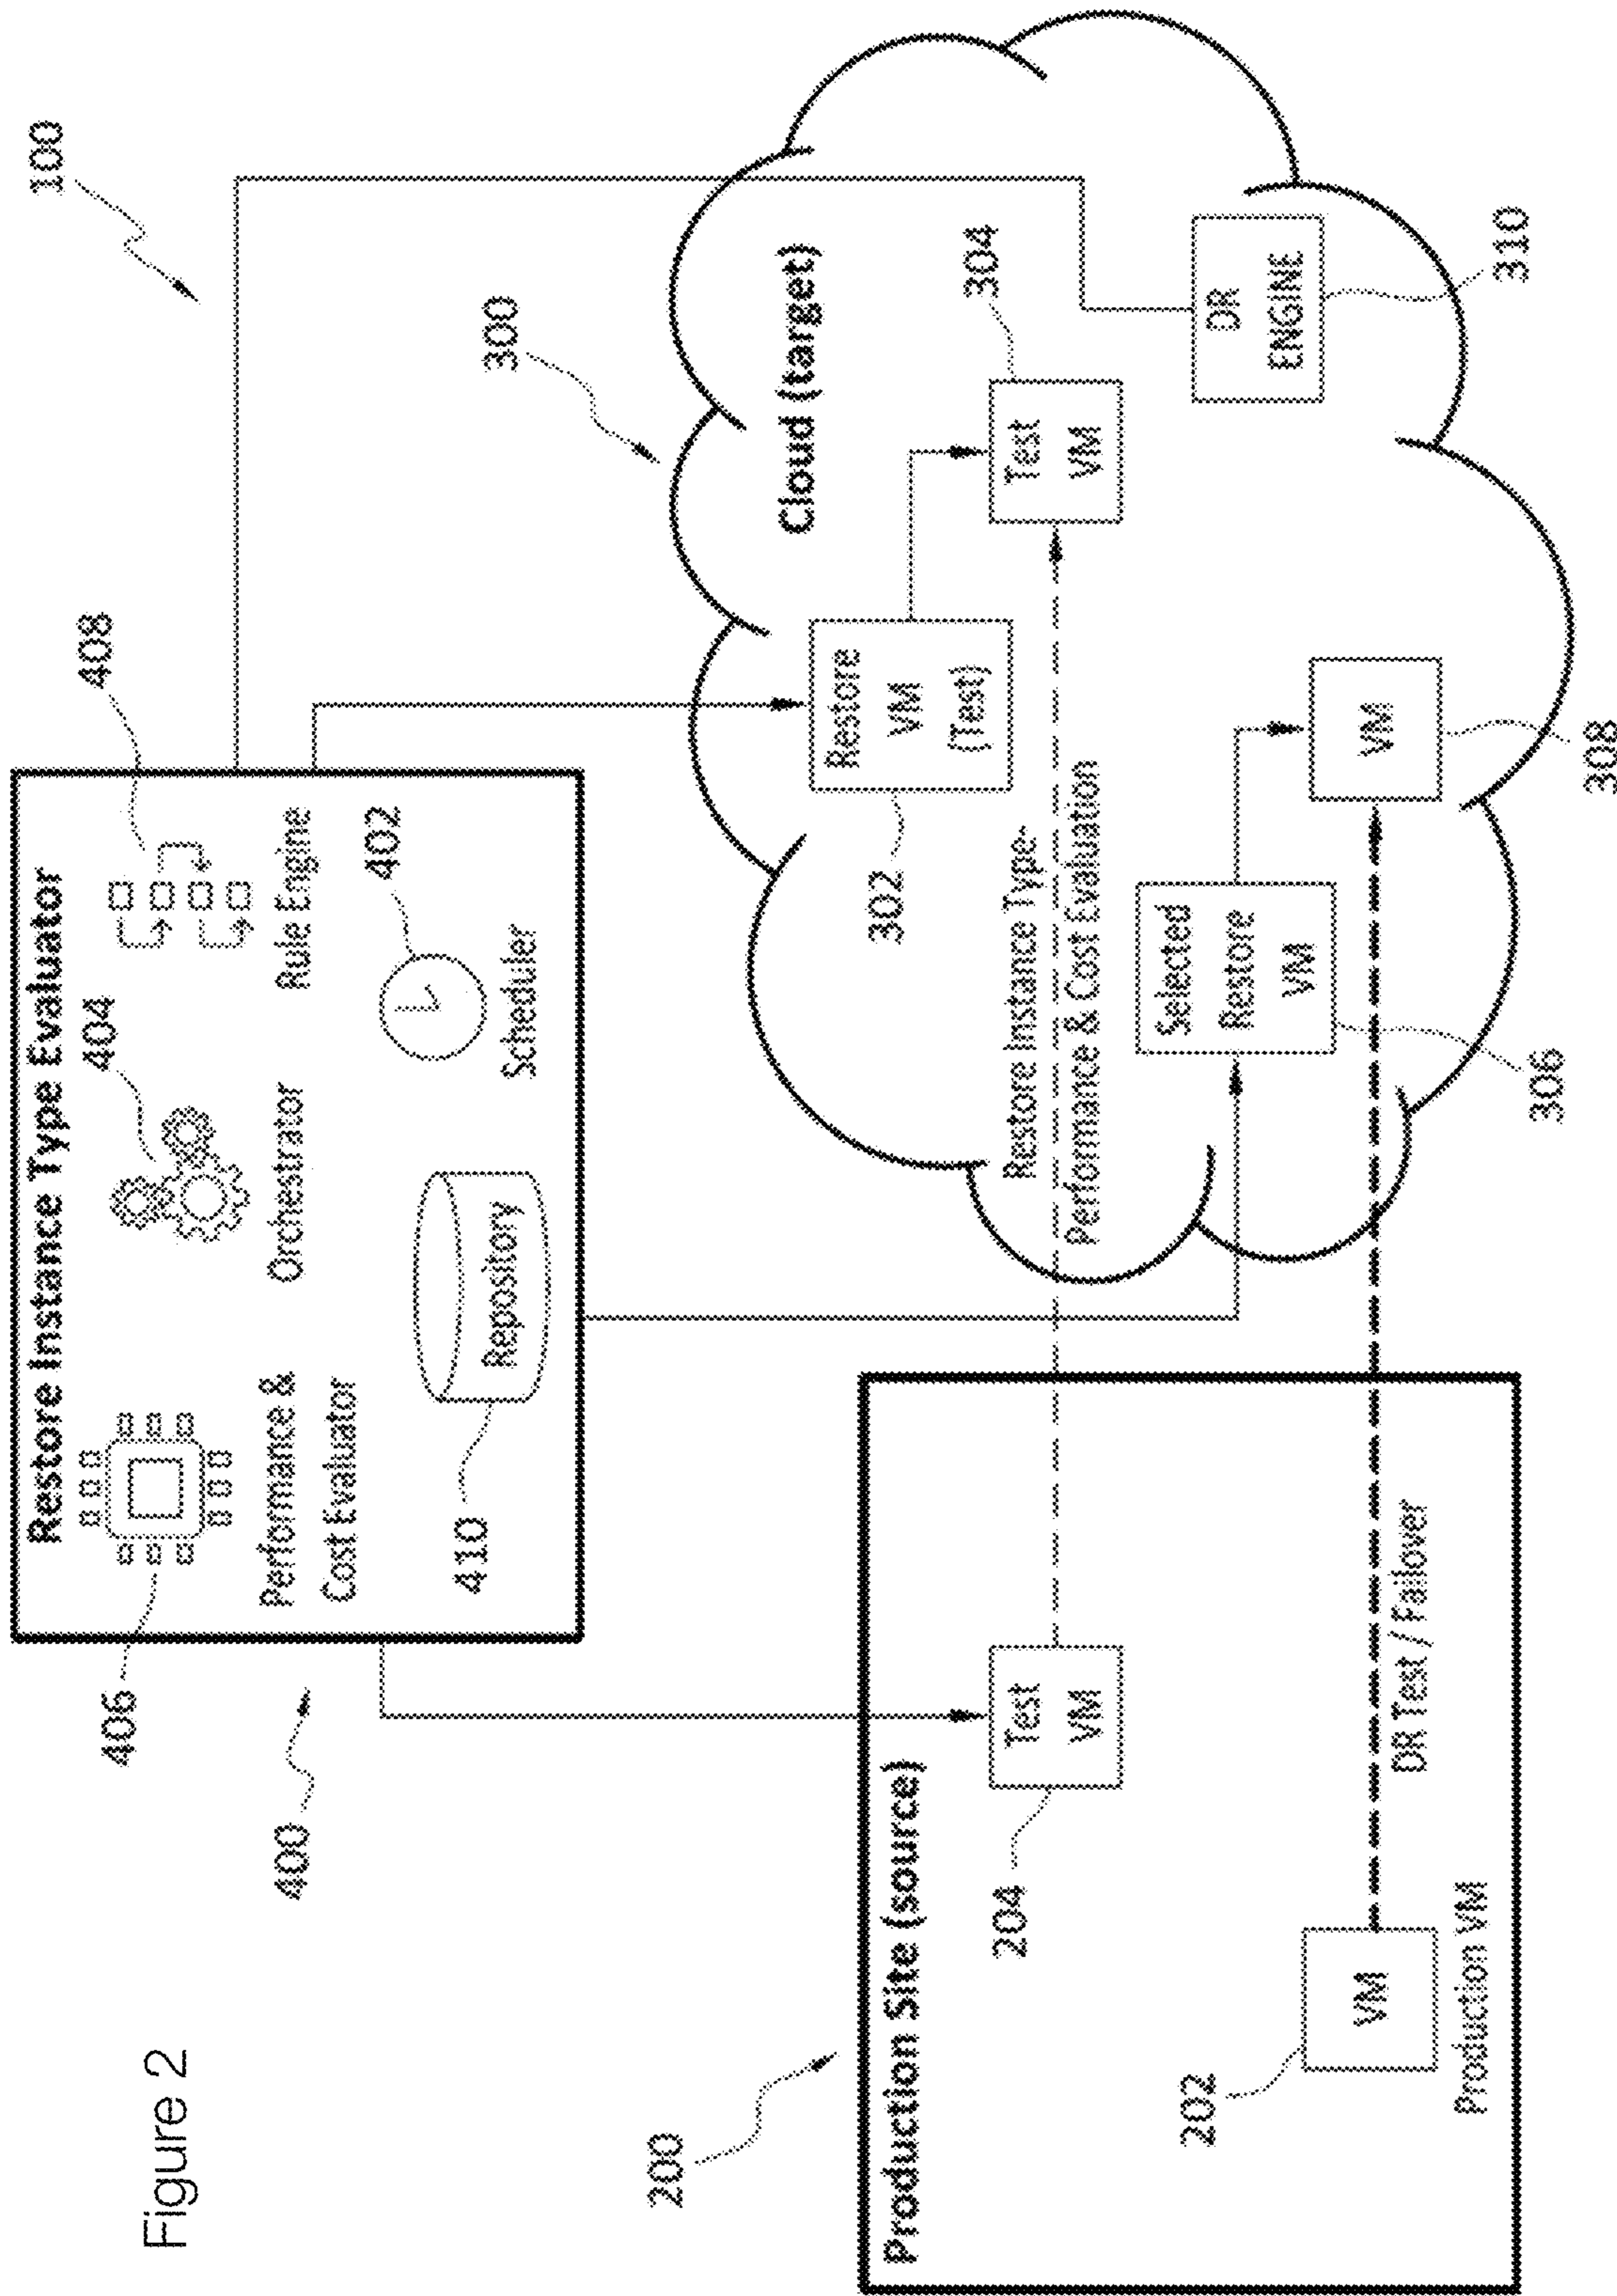 Figure 2
100
400
Restore Instance Type Evaluator
406
404
408
Performance &
Cost Evaluator
Orchestrator
Rule Engine
410
Repository
402
Scheduler
200
Production Site (source)
204
Test
VM
202
VM
Production VM
DR Test / Failover
300
Cloud (target)
302
Restore
VM
(Test)
304
Test
VM
Restore Instance Type-
Performance & Cost Evaluation
Selected
Restore
VM
306
VM
308
DR
ENGINE
310